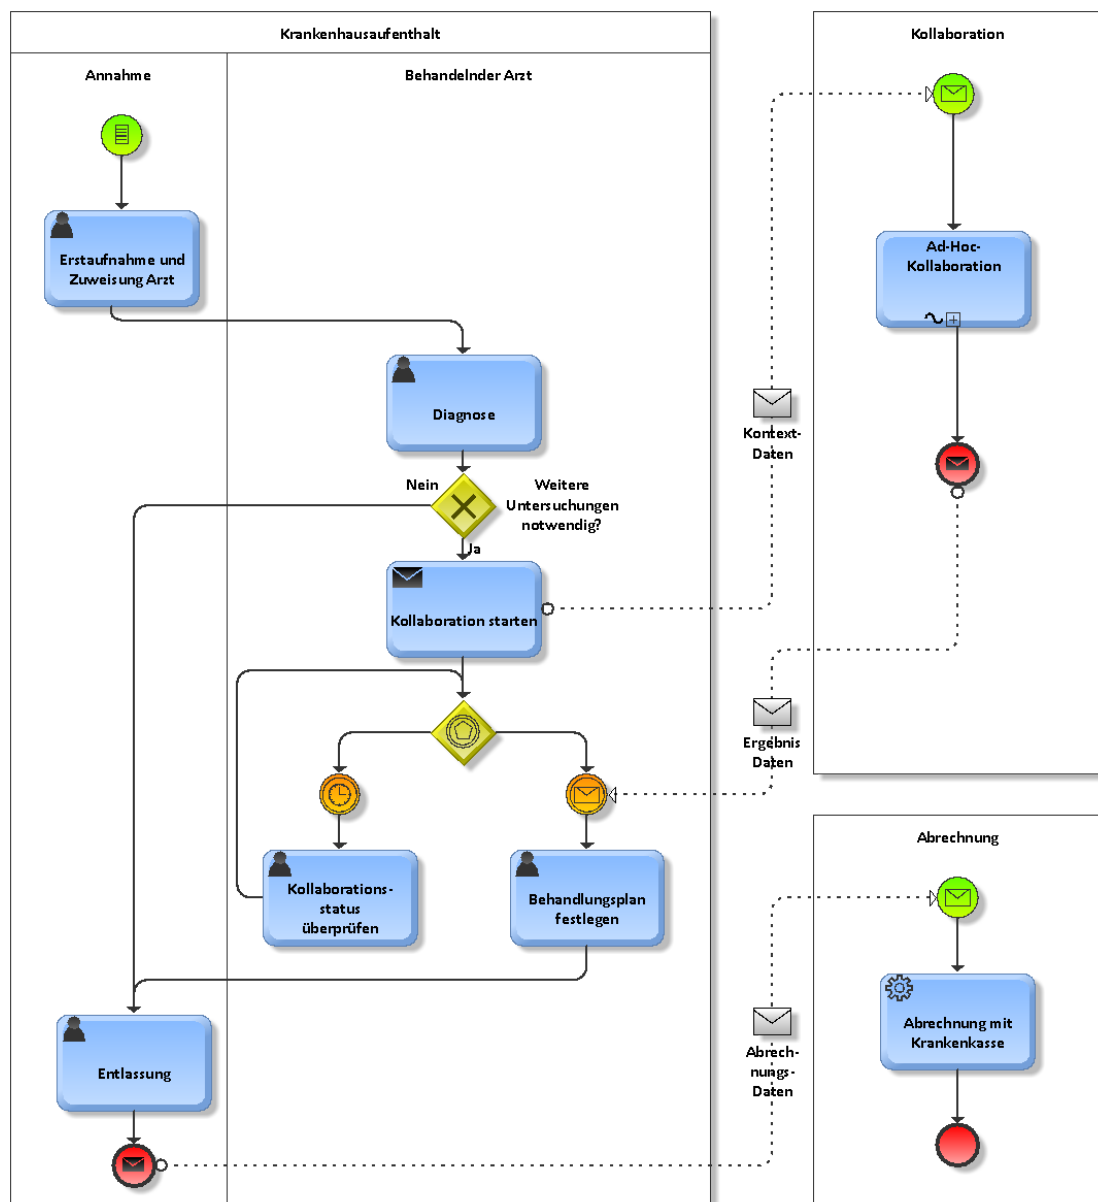 Krankenhausaufenthalt
Annahme
Behandelnder Arzt
Erstaufnahme und
Zuweisung Arzt
Diagnose
Nein
Weitere
Untersuchungen
notwendig?
Ja
Kollaboration starten
Kollaborations-
status
überprüfen
Behandlungsplan
festlegen
Entlassung
Kontext-
Daten
Ergebnis
Daten
Abrech-
nungs-
Daten
Kollaboration
Ad-Hoc-
Kollaboration
Abrechnung
Abrechnung mit
Krankenkasse